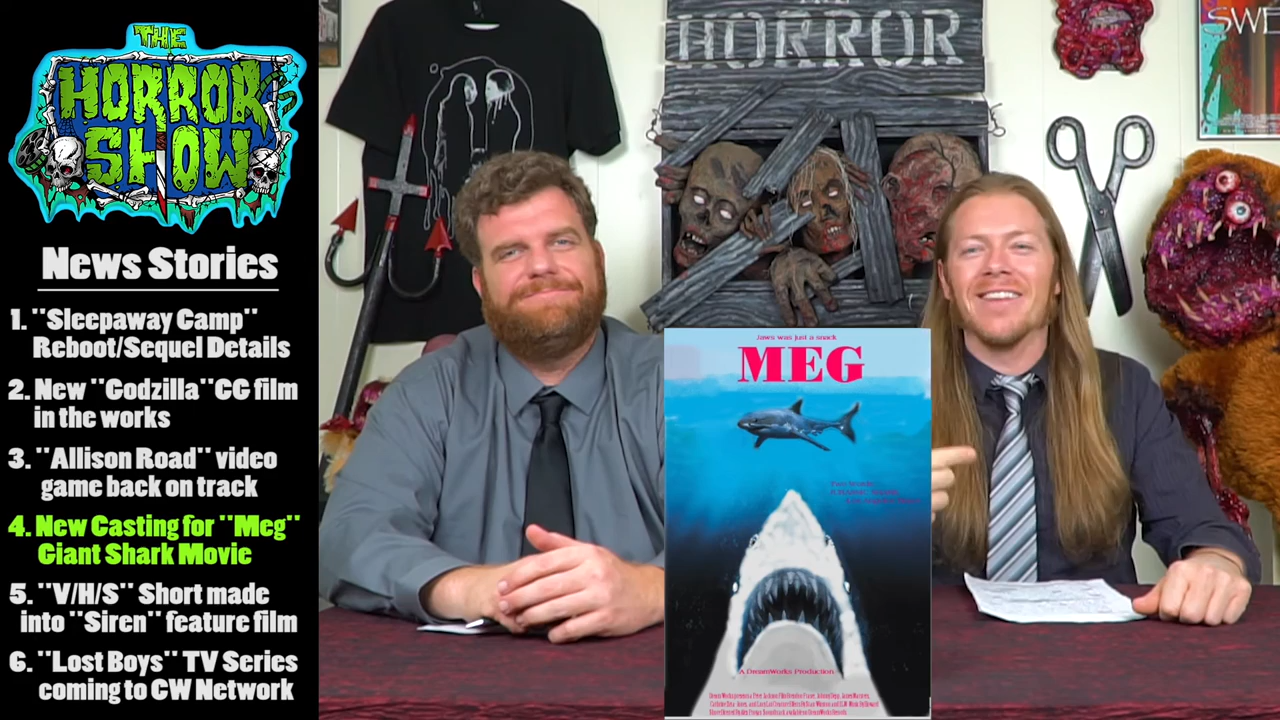 THE
HORROR
SHOW
News Stories
1. "Sleepaway Camp"
Reboot/Sequel Details
2. New "Godzilla" CG film
in the works
3. "Allison Road" video
game back on track
4. New Casting for "Meg"
Giant Shark Movie
5. "V/H/S" Short made
into "Siren" feature film
6. "Lost Boys" TV Series
coming to CW Network
HORROR
SWE
Jaws was just a snack
MEG
A DreamWorks Production